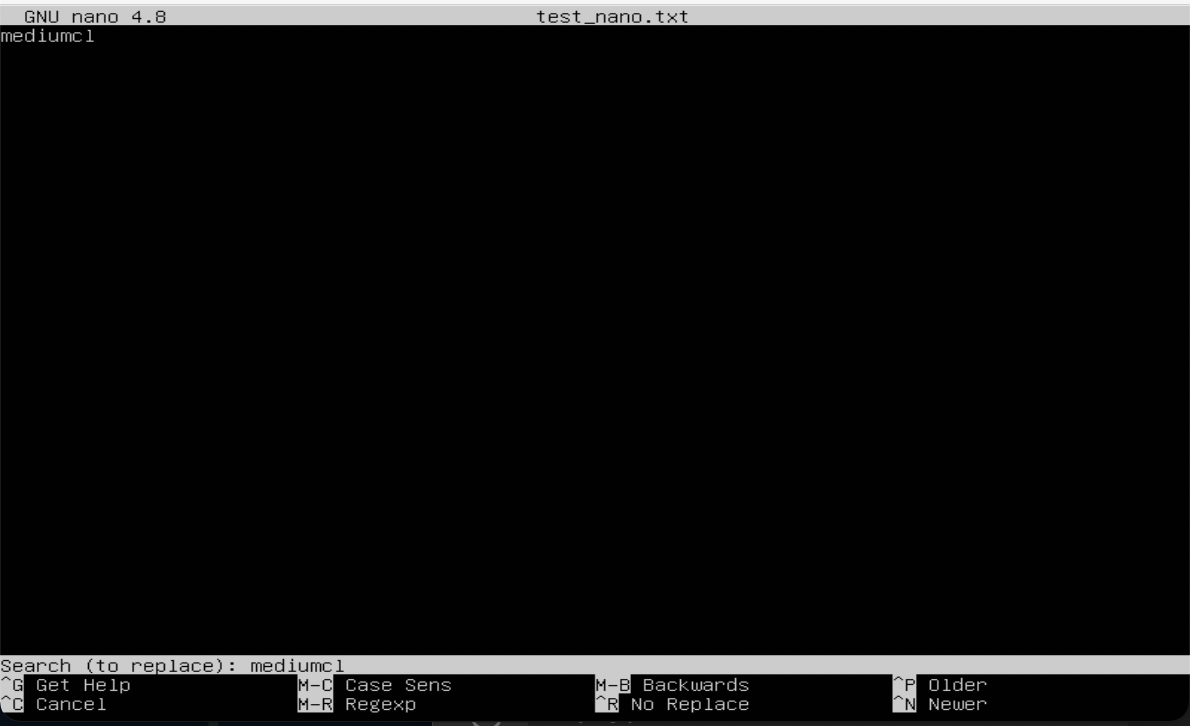 GNU nano 4.8 test_nano.txt
mediumcl
Search (to replace): mediumcl
^G Get Help M-C Case Sens M-B Backwards ^P Older
^C Cancel M-R Regexp ^R No Replace ^N Newer